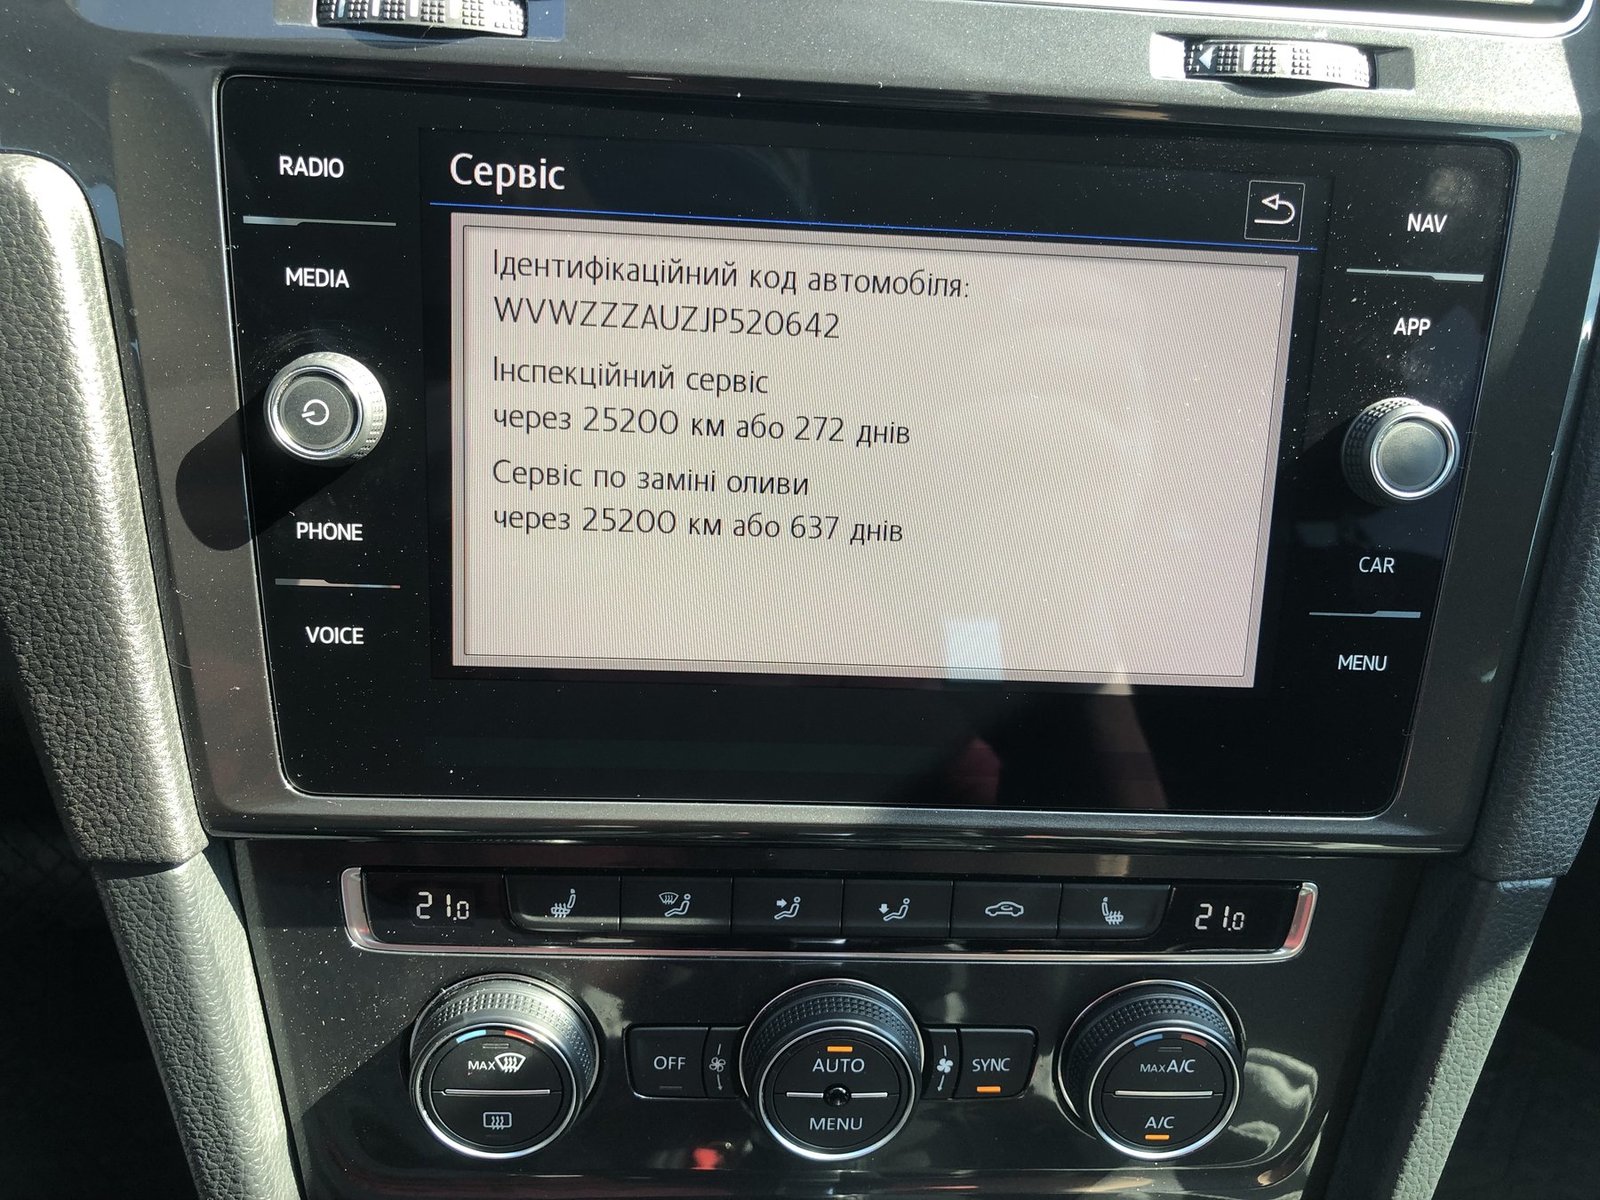 RADIO
MEDIA
PHONE
VOICE
Сервіс
Ідентифікаційний код автомобіля:
WVWZZZAUZJP520642
Інспекційний сервіс
через 25200 км або 272 днів
Сервіс по заміні оливи
через 25200 км або 637 днів
NAV
APP
CAR
MENU
21.0
21.0
MAX
OFF
AUTO
MENU
SYNC
MAX A/C
A/C